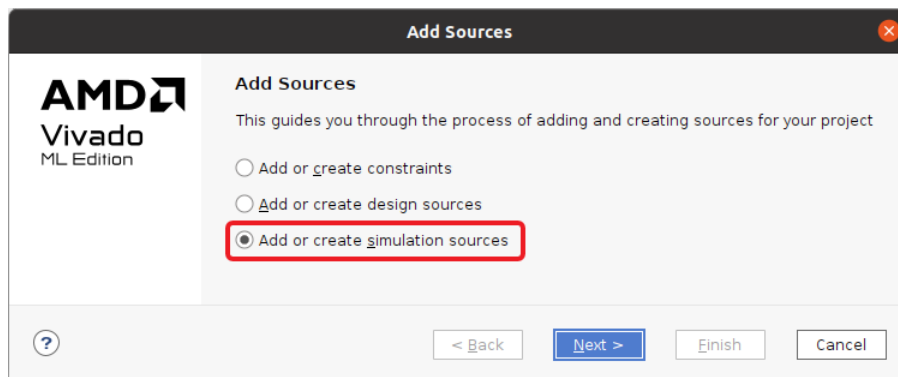 Add Sources
AMD
Vivado
ML Edition
Add Sources
This guides you through the process of adding and creating sources for your project
Add or create constraints
Add or create design sources
Add or create simulation sources
?
< Back
Next >
Finish
Cancel